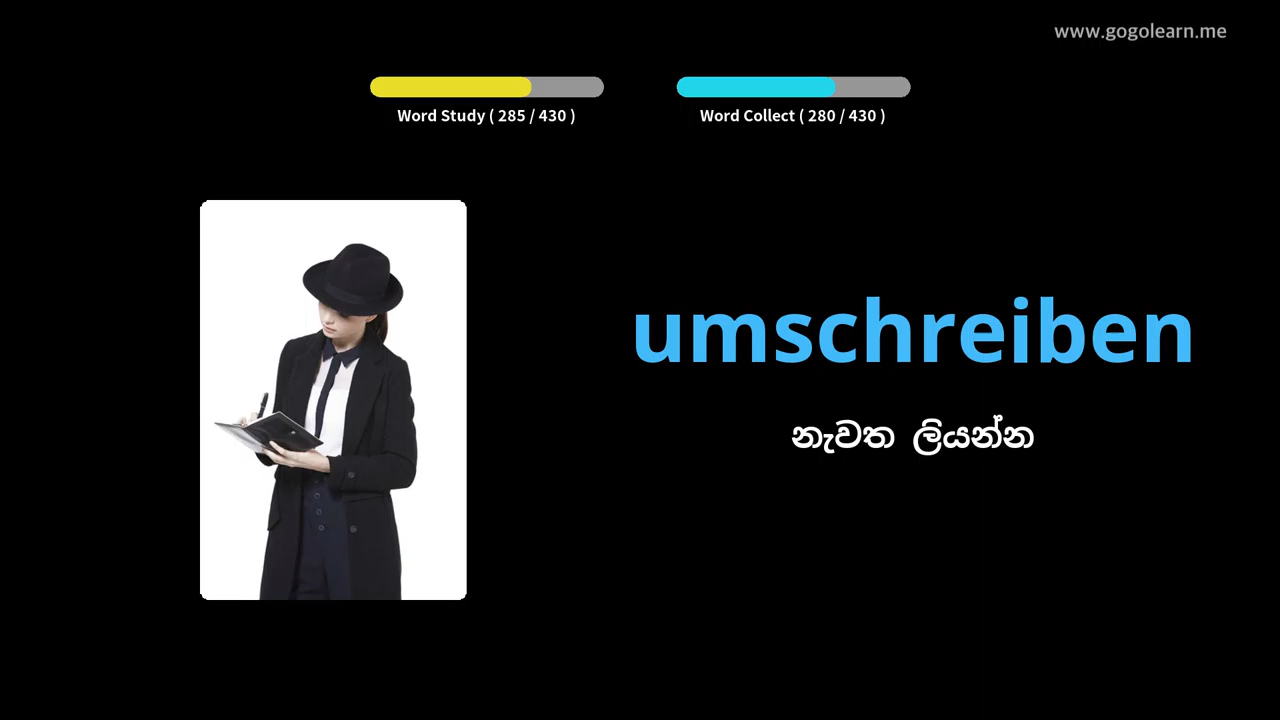 www.gogolearn.me
Word Study ( 285 / 430 )
Word Collect ( 280 / 430 )
umschreiben
නැවත ලියන්න